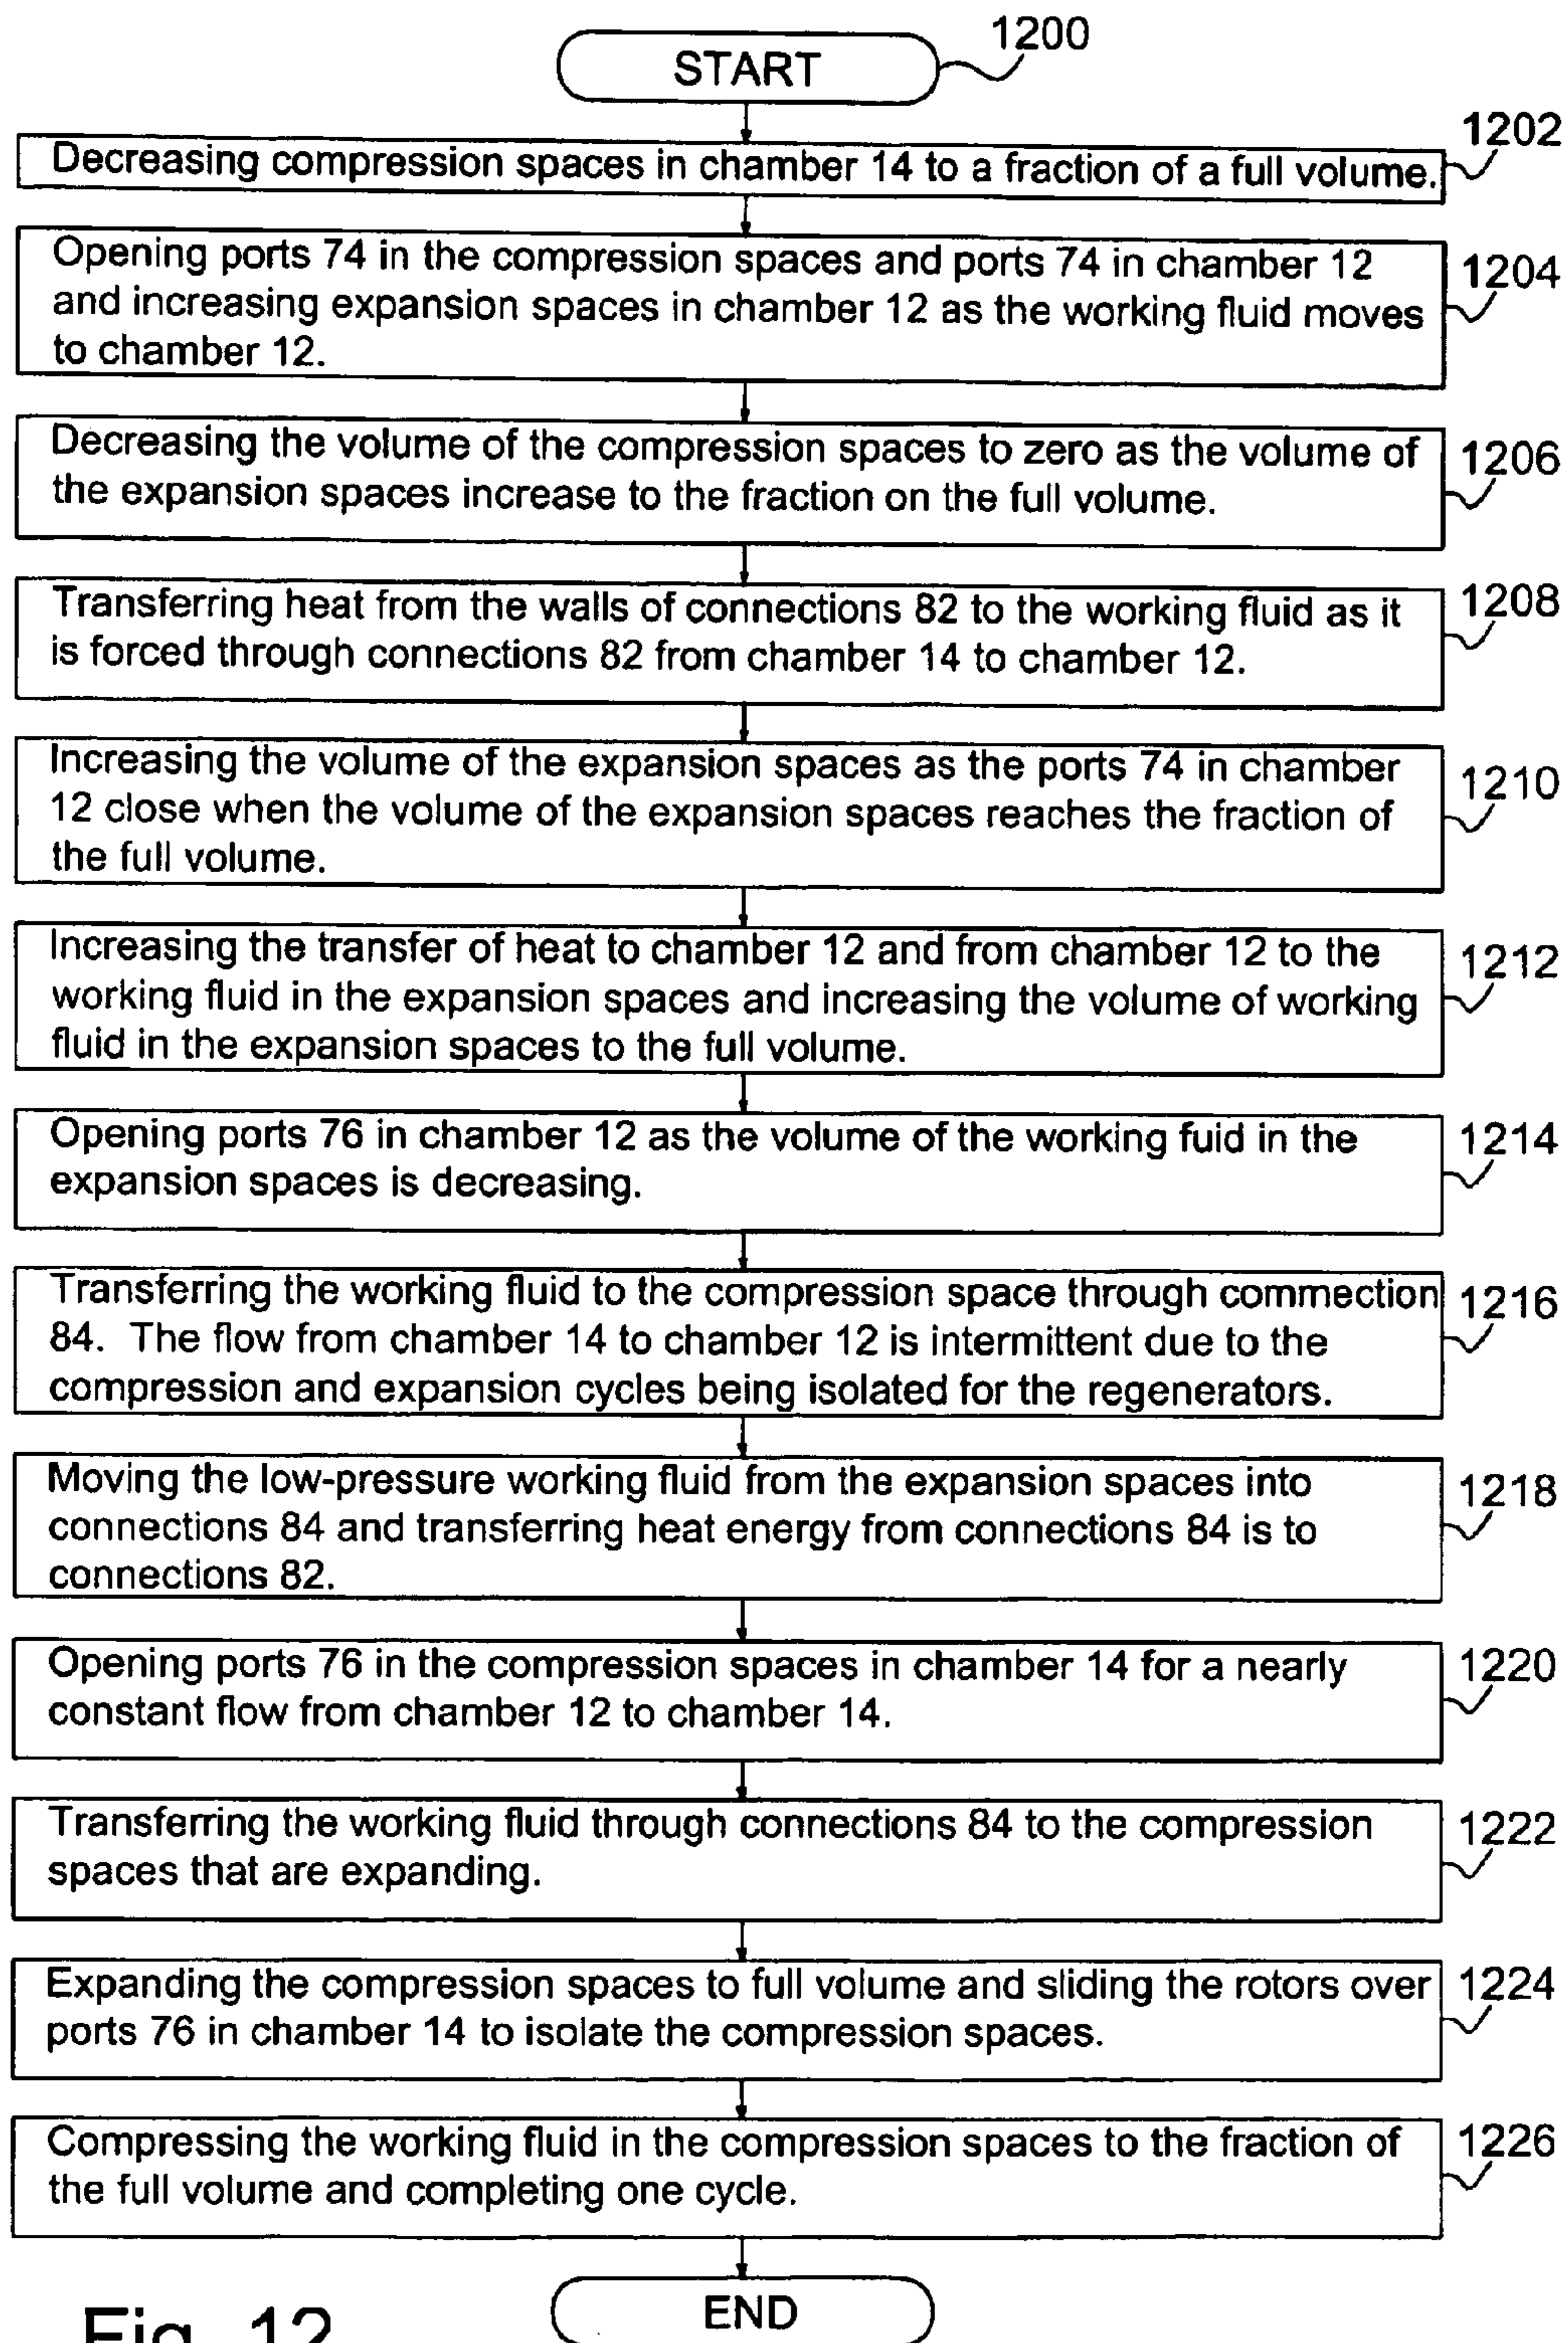 START
1200
1202
Decreasing compression spaces in chamber 14 to a fraction of a full volume.
Opening ports 74 in the compression spaces and ports 74 in chamber 12
and increasing expansion spaces in chamber 12 as the working fluid moves
to chamber 12.
1204
Decreasing the volume of the compression spaces to zero as the volume of
the expansion spaces increase to the fraction on the full volume.
1206
Transferring heat from the walls of connections 82 to the working fluid as it
is forced through connections 82 from chamber 14 to chamber 12.
1208
Increasing the volume of the expansion spaces as the ports 74 in chamber
12 close when the volume of the expansion spaces reaches the fraction of
the full volume.
1210
Increasing the transfer of heat to chamber 12 and from chamber 12 to the
working fluid in the expansion spaces and increasing the volume of working
fluid in the expansion spaces to the full volume.
1212
Opening ports 76 in chamber 12 as the volume of the working fuid in the
expansion spaces is decreasing.
1214
Transferring the working fluid to the compression space through commection
84. The flow from chamber 14 to chamber 12 is intermittent due to the
compression and expansion cycles being isolated for the regenerators.
1216
Moving the low-pressure working fluid from the expansion spaces into
connections 84 and transferring heat energy from connections 84 is to
connections 82.
1218
Opening ports 76 in the compression spaces in chamber 14 for a nearly
constant flow from chamber 12 to chamber 14.
1220
Transferring the working fluid through connections 84 to the compression
spaces that are expanding.
1222
Expanding the compression spaces to full volume and sliding the rotors over
ports 76 in chamber 14 to isolate the compression spaces.
1224
Compressing the working fluid in the compression spaces to the fraction of
the full volume and completing one cycle.
1226
END
Fig. 12